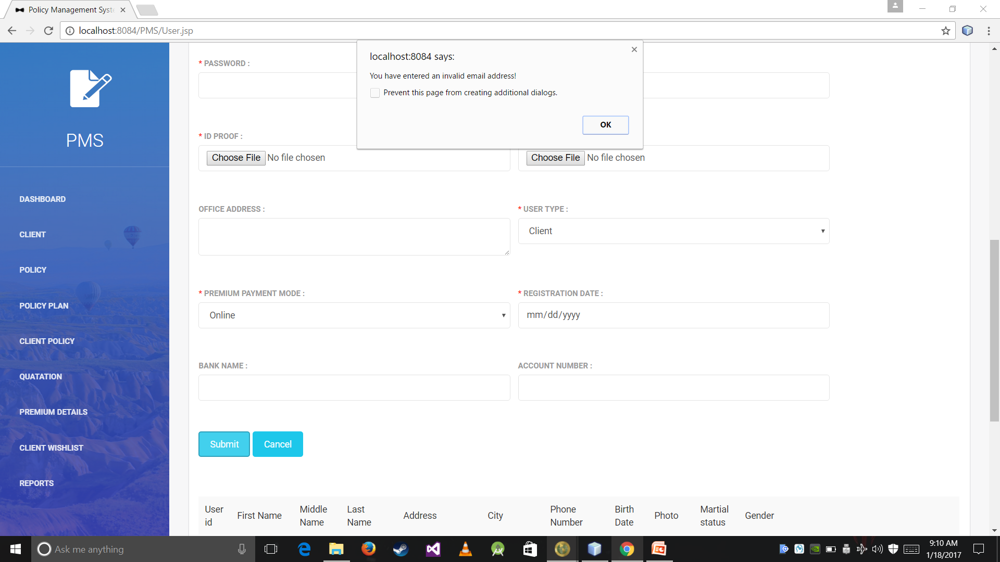 Policy Management Syste
localhost:8084/PMS/User.jsp
localhost:8084 says:
You have entered an invalid email address!
Prevent this page from creating additional dialogs.
OK
PMS
DASHBOARD
CLIENT
POLICY
POLICY PLAN
CLIENT POLICY
QUATATION
PREMIUM DETAILS
CLIENT WISHLIST
REPORTS
* PASSWORD :
* ID PROOF :
Choose File No file chosen
Choose File No file chosen
OFFICE ADDRESS :
* USER TYPE :
Client
* PREMIUM PAYMENT MODE :
* REGISTRATION DATE :
Online
mm/dd/yyyy
BANK NAME :
ACCOUNT NUMBER :
Submit
Cancel
User id
First Name
Middle Name
Last Name
Address
City
Phone Number
Birth Date
Photo
Martial status
Gender
Ask me anything
9:10 AM
1/18/2017